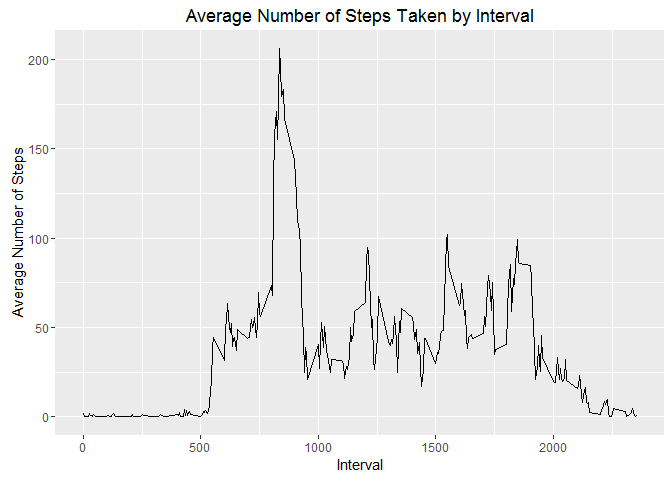 Average Number of Steps Taken by Interval
Average Number of Steps
200
150
100
50
0
0 500 1000 1500 2000
Interval